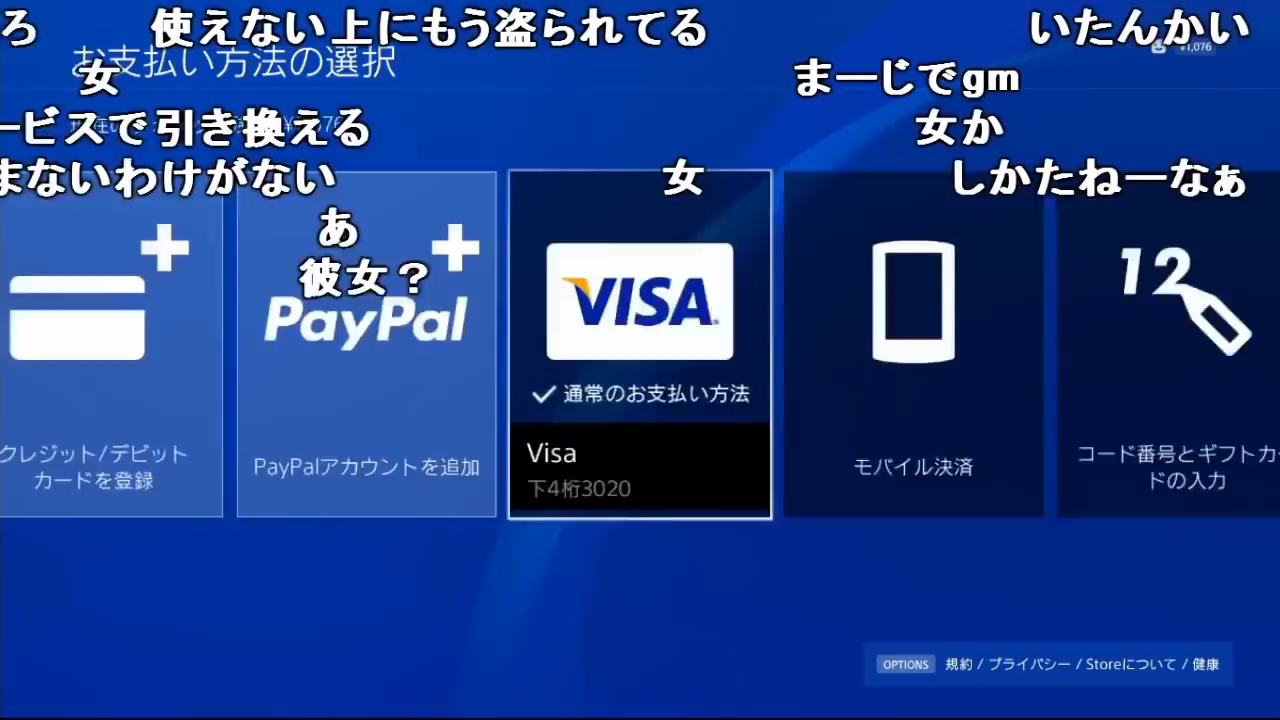 ろ
使えない上にもう盗られてる
いたんかい
お支払い方法の選択
¥1,076
女
まーじでgm
ービスで引き換える
女か
まないわけがない
女
しかたねーなぁ
あ
彼女？
12
PayPal
VISA
✓ 通常のお支払い方法
クレジット/デビット
カードを登録
PayPalアカウントを追加
Visa
下4桁3020
モバイル決済
コード番号とギフトカー
ドの入力
OPTIONS 規約 / プライバシー / Storeについて / 健康